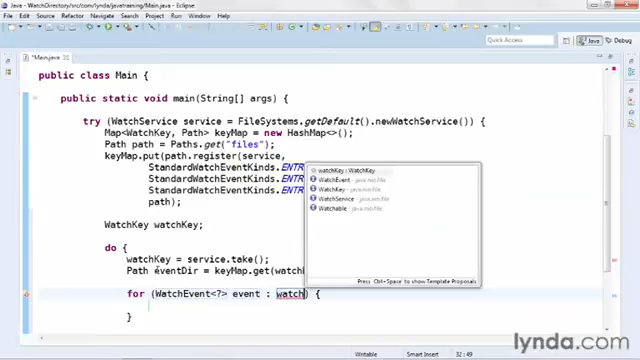 Java - WatchDirectory/src/com/lynda/javatraining/Main.java - Eclipse
File Edit Source Refactor Navigate Search Project Run Window Help
Quick Access
Java Debug
*Main.java
public class Main {
public static void main(String[] args) {
try (WatchService service = FileSystems.getDefault().newWatchService()) {
Map<WatchKey, Path> keyMap = new HashMap<>();
Path path = Paths.get("files");
keyMap.put(path.register(service,
StandardWatchEventKinds.ENTR
StandardWatchEventKinds.ENTR
StandardWatchEventKinds.ENTR
path);
watchKey : WatchKey
WatchEvent - java.nio.file
WatchKey - java.nio.file
WatchService - java.nio.file
Watchable - java.nio.file
Press 'Ctrl+Space' to show Template Proposals
WatchKey watchKey;
do {
watchKey = service.take();
Path eventDir = keyMap.get(watch
for (WatchEvent<?> event : watch) {
}
Writable Smart Insert 32 : 49
lynda.com